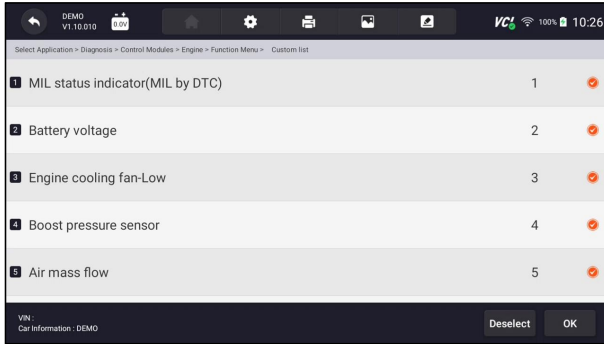 DEMO
V1.10.010
0.0V
VC!
100%
10:26
Select Application > Diagnosis > Control Modules > Engine > Function Menu > Custom list
1 MIL status indicator(MIL by DTC) 1
2 Battery voltage 2
3 Engine cooling fan-Low 3
4 Boost pressure sensor 4
5 Air mass flow 5
VIN :
Car Information : DEMO
Deselect
OK